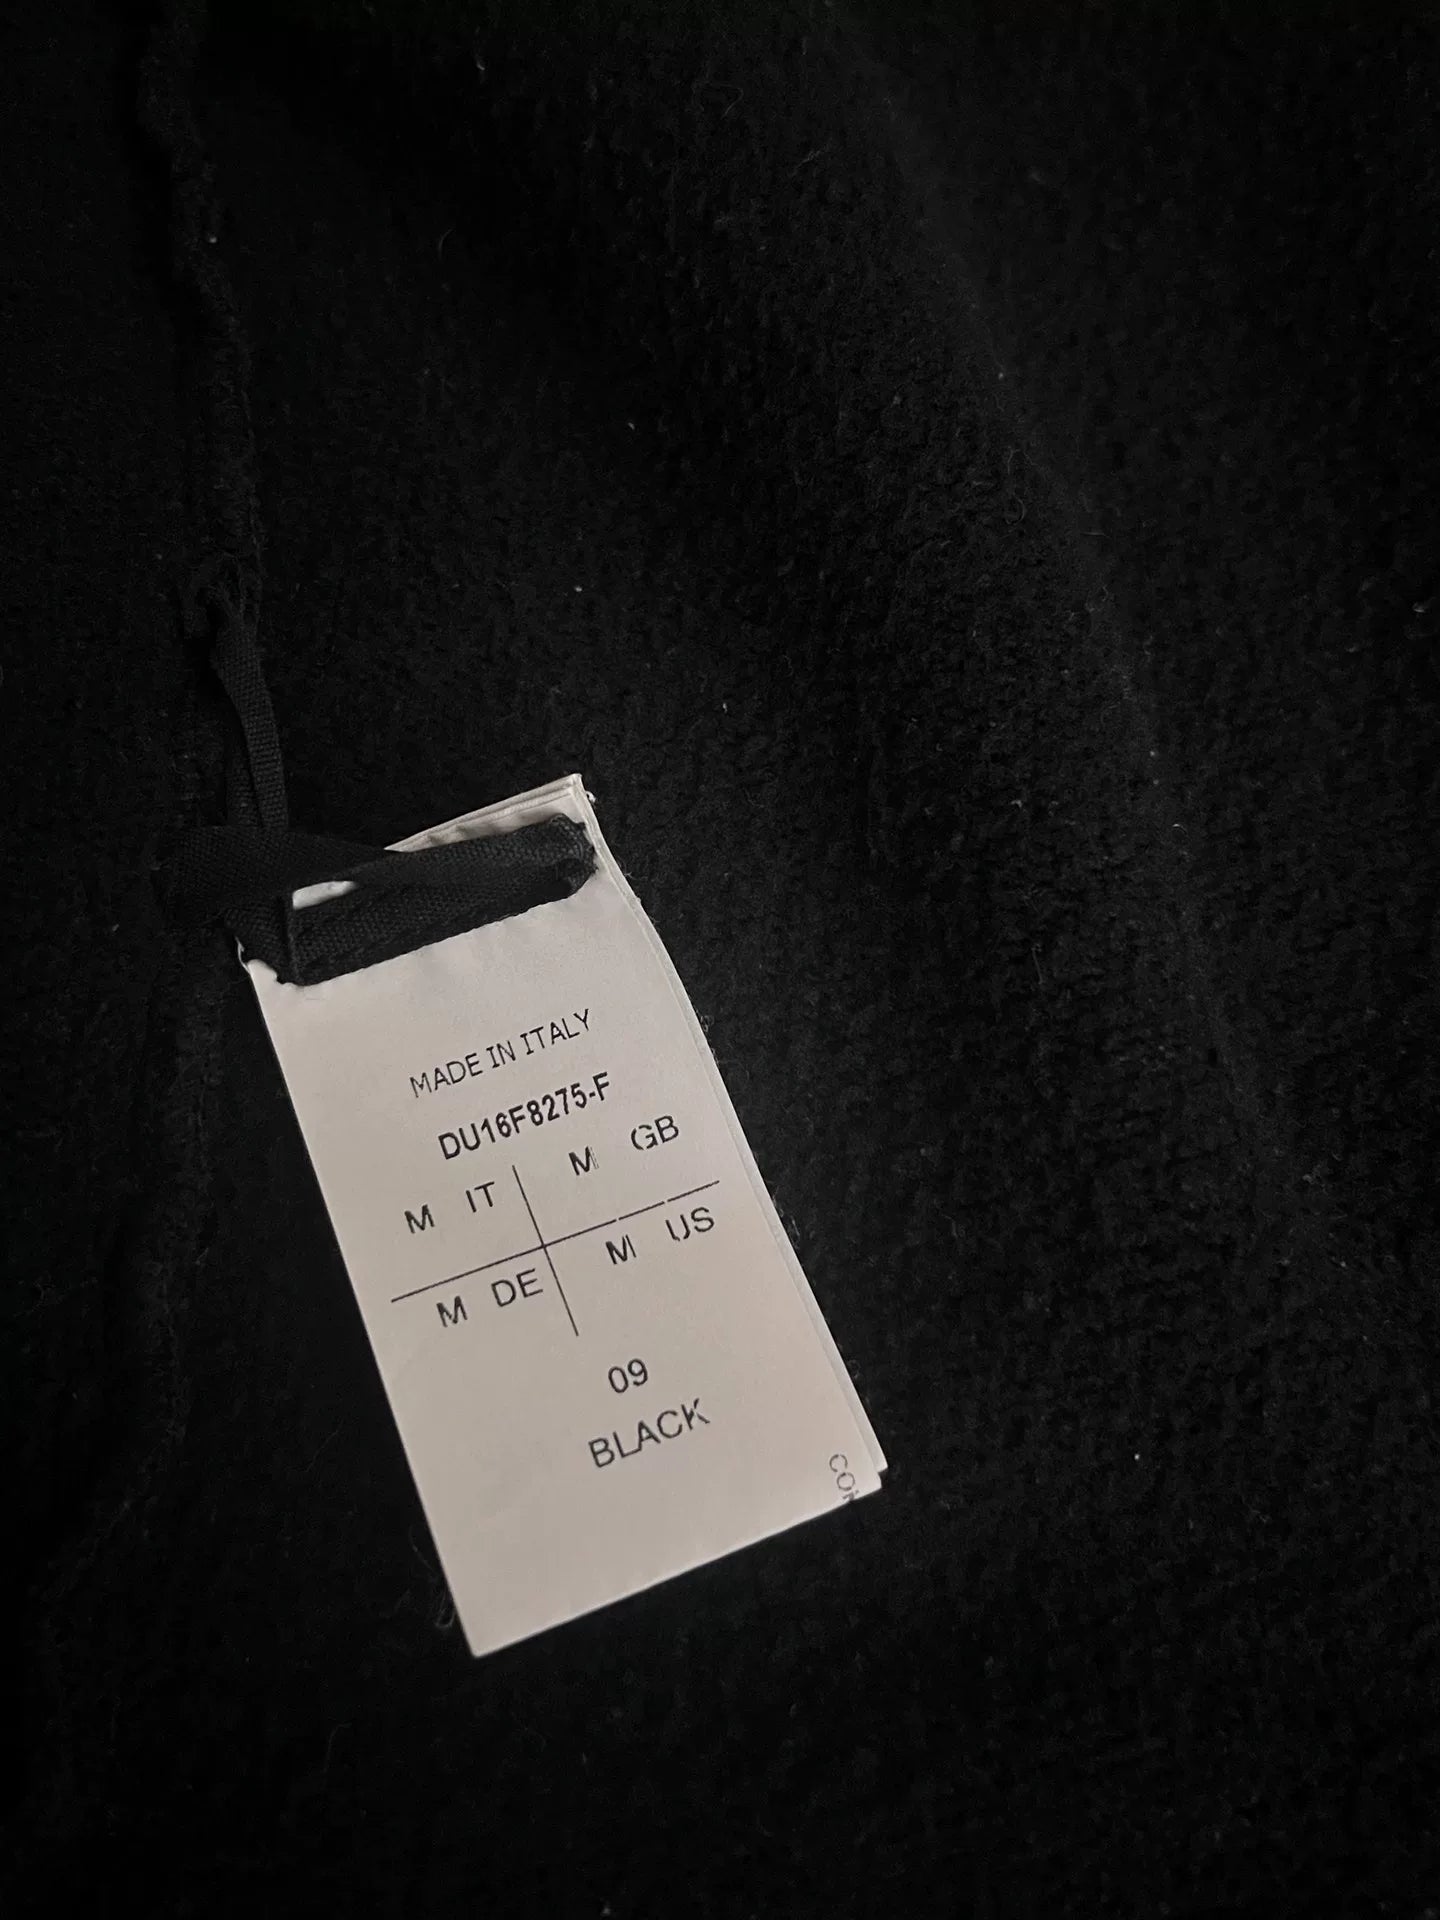 MADE IN ITALY
DU16F8275-F
M IT M GB
M DE M US
09
BLACK